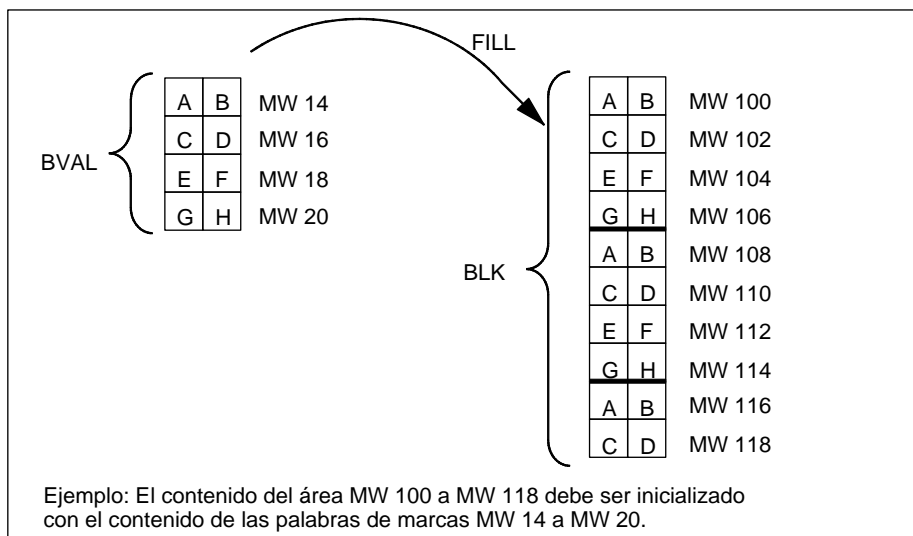 FILL
A B MW 14
C D MW 16
BVAL
E F MW 18
G H MW 20
A B MW 100
C D MW 102
E F MW 104
G H MW 106
A B MW 108
BLK
C D MW 110
E F MW 112
G H MW 114
A B MW 116
C D MW 118
Ejemplo: El contenido del área MW 100 a MW 118 debe ser inicializado
con el contenido de las palabras de marcas MW 14 a MW 20.